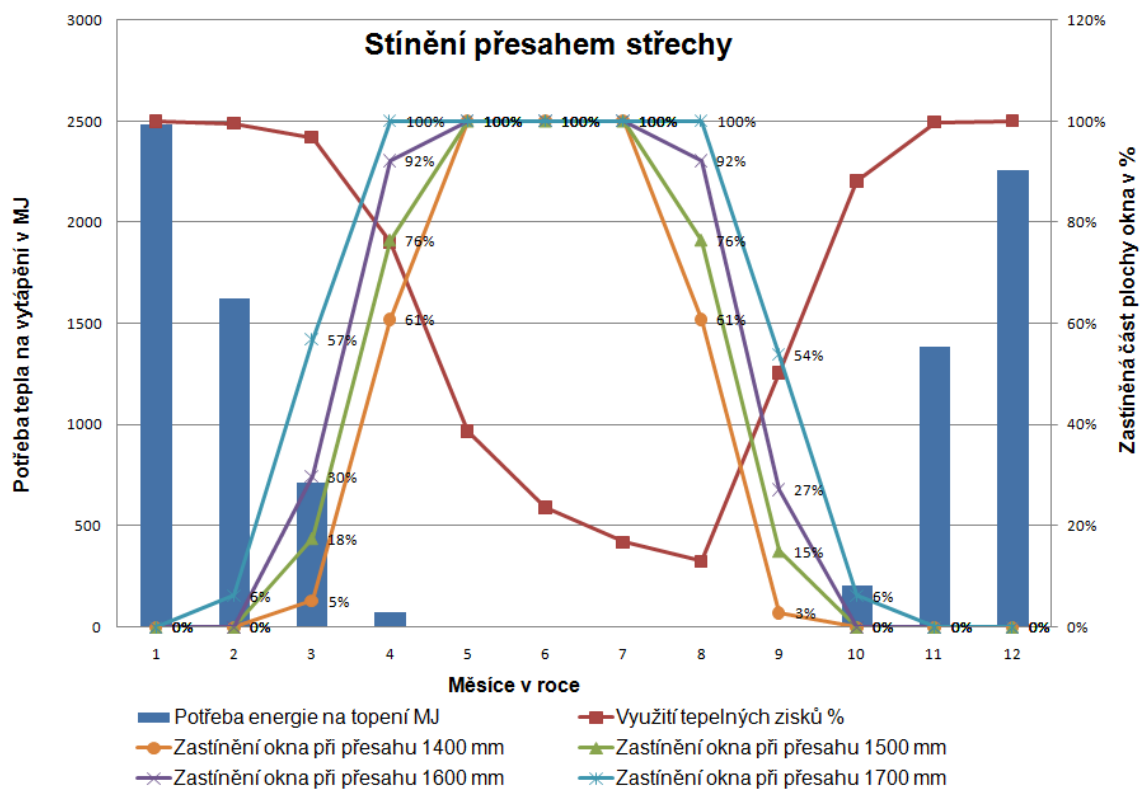 Stínění přesahem střechy
Potřeba tepla na vytápění v MJ
3000
2500
2000
1500
1000
500
0
120%
100%
80%
60%
40%
20%
0%
Zastíněná část plochy okna v %
100% 100% 100% 100% 100%
92% 92%
76% 76%
61% 61%
57% 54%
30% 27%
18% 15%
6% 5% 3% 6%
0% 0% 0% 0% 0%
1 2 3 4 5 6 7 8 9 10 11 12
Měsíce v roce
Potřeba energie na topení MJ
Využití tepelných zisků %
Zastínění okna při přesahu 1400 mm
Zastínění okna při přesahu 1500 mm
Zastínění okna při přesahu 1600 mm
Zastínění okna při přesahu 1700 mm